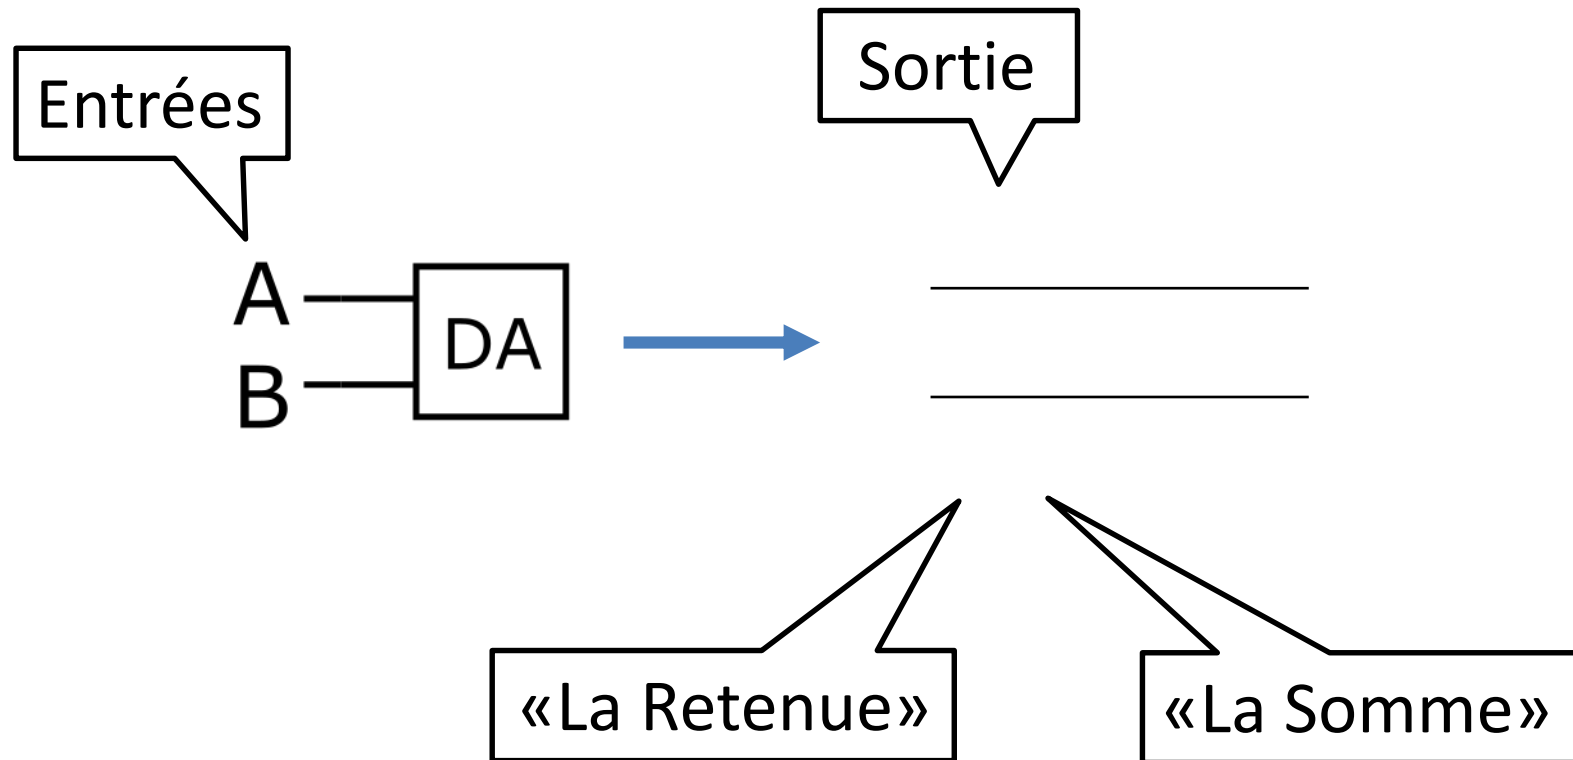 Entrées
Sortie
A
B
DA
«La Retenue»
«La Somme»